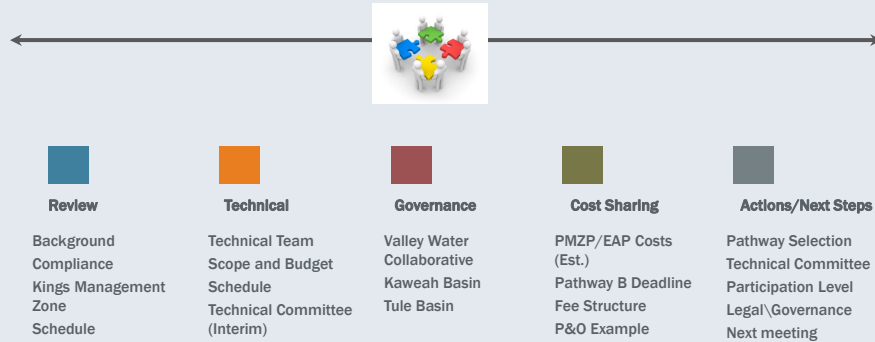 Review
Background
Compliance
Kings Management
Zone
Schedule
Technical
Technical Team
Scope and Budget
Schedule
Technical Committee
(Interim)
Governance
Valley Water
Collaborative
Kaweah Basin
Tule Basin
Cost Sharing
PMZP/EAP Costs
(Est.)
Pathway B Deadline
Fee Structure
P&O Example
Actions/Next Steps
Pathway Selection
Technical Committee
Participation Level
Legal\Governance
Next meeting